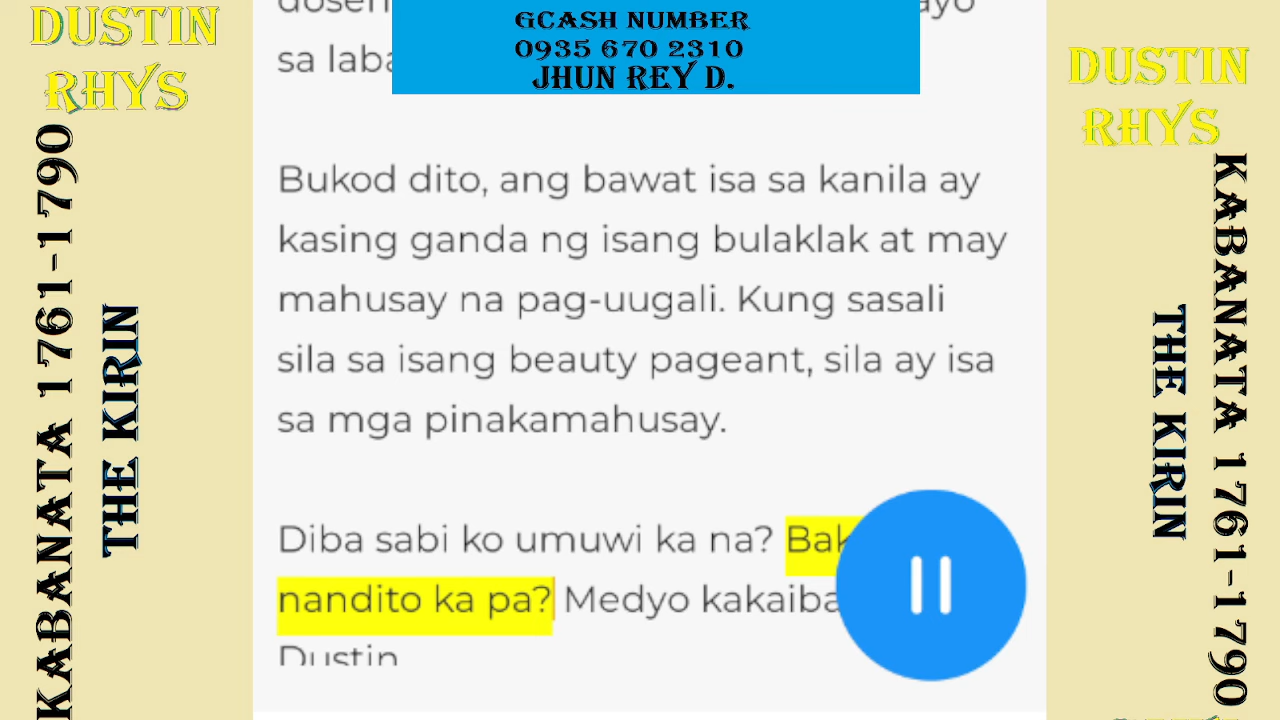 DUSTIN
RHYS
KABANATA 1761-1790
THE KIRIN
GCASH NUMBER
0935 670 2310
JHUN REY D.
sa
Bukod dito, ang bawat isa sa kanila ay
kasing ganda ng isang bulaklak at may
mahusay na pag-uugali. Kung sasali
sila sa isang beauty pageant, sila ay isa
sa mga pinakamahusay.
Diba sabi ko umuwi ka na?
nandito ka pa? Medyo
Dustin
DUSTIN
RHYS
KABANATA 1761-1790
THE KIRIN